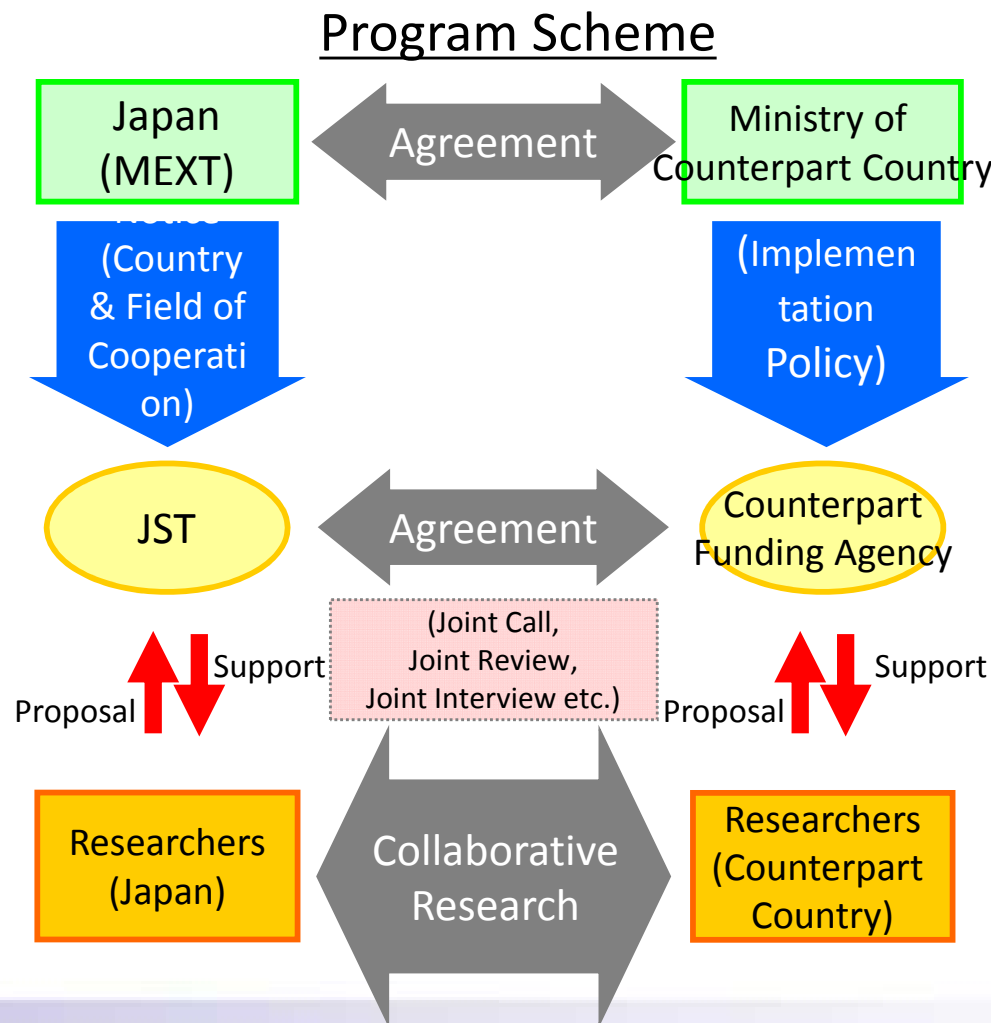 Program Scheme
Japan
(MEXT)
Agreement
Ministry of
Counterpart Country
Notice
(Country
& Field of
Cooperati
on)
(Implemen
tation
Policy)
JST
Agreement
Counterpart
Funding Agency
(Joint Call,
Joint Review,
Joint Interview etc.)
Proposal
Support
Proposal
Support
Researchers
(Japan)
Collaborative
Research
Researchers
(Counterpart
Country)